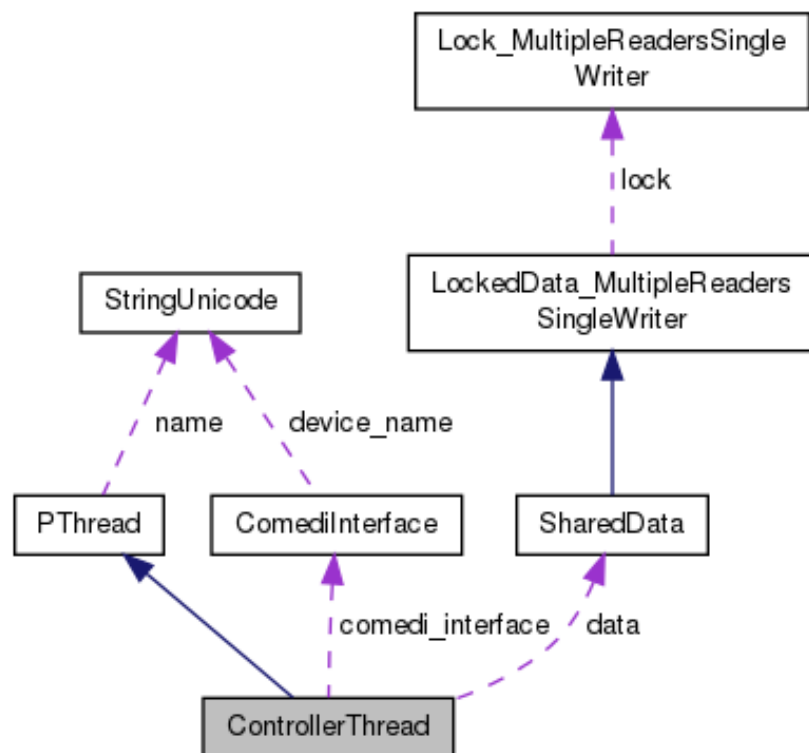 Lock_MultipleReadersSingle
Writer
lock
StringUnicode
LockedData_MultipleReaders
SingleWriter
name
device_name
PThread
ComediInterface
SharedData
comedi_interface
data
ControllerThread